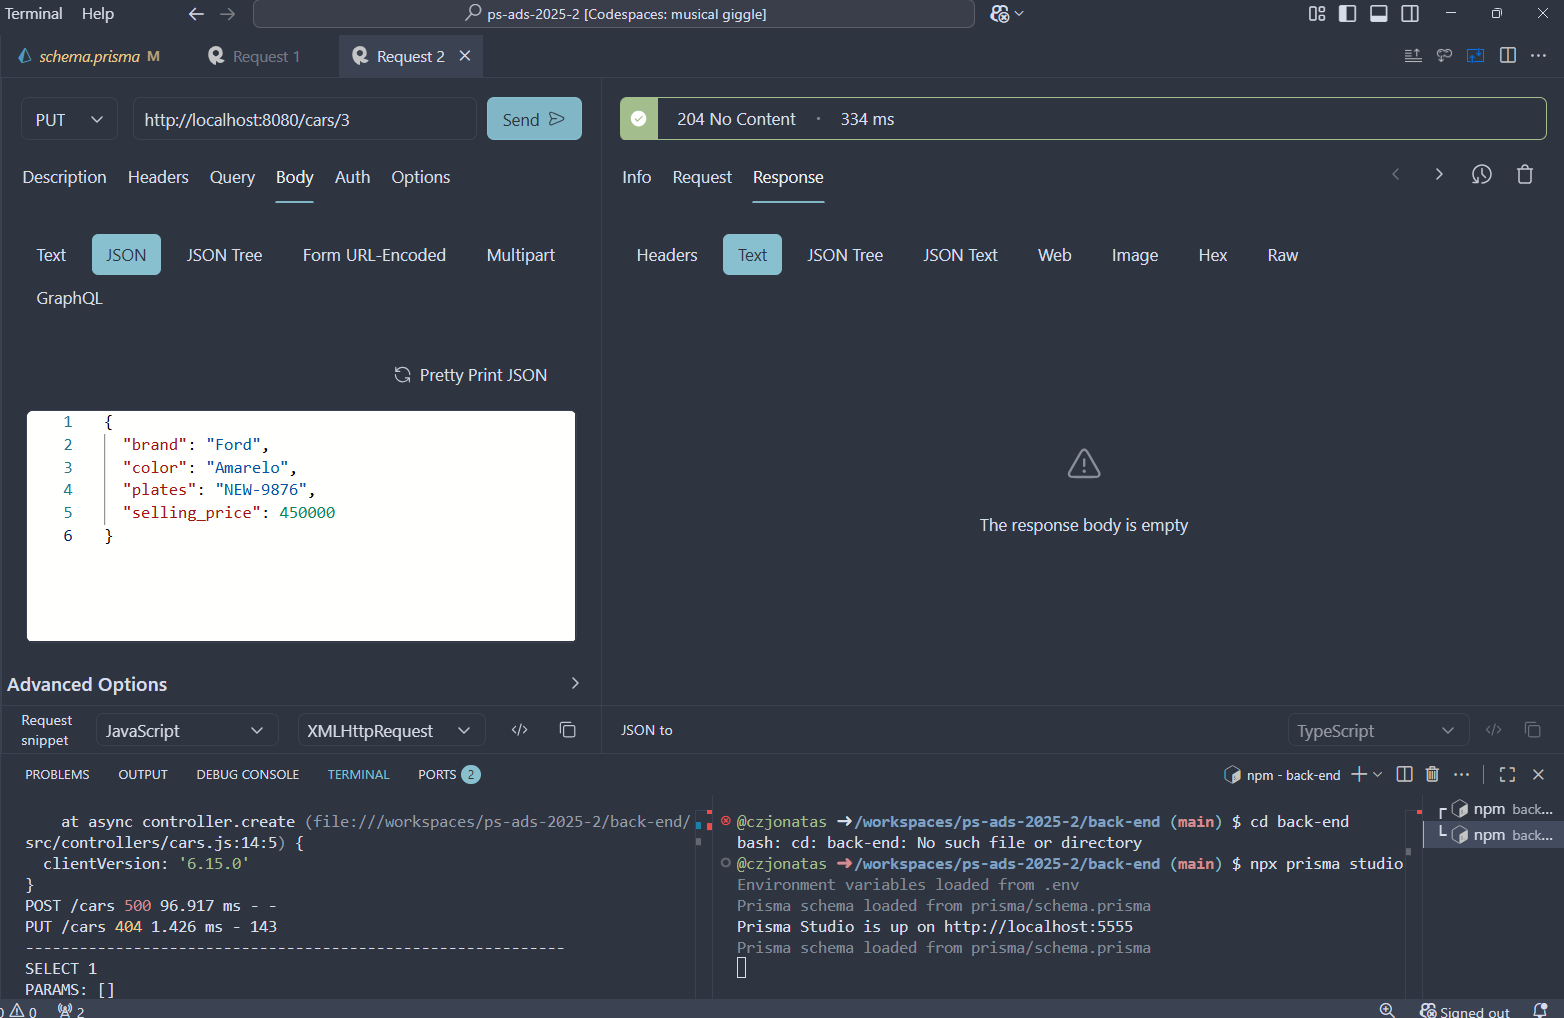 Terminal Help
ps-ads-2025-2 [Codespaces: musical giggle]
schema.prisma M
Request 1
Request 2
PUT
http://localhost:8080/cars/3
Send
204 No Content • 334 ms
Description Headers Query Body Auth Options
Info Request Response
Text JSON JSON Tree Form URL-Encoded Multipart
GraphQL
Headers Text JSON Tree JSON Text Web Image Hex Raw
Pretty Print JSON
1 {
2 "brand": "Ford",
3 "color": "Amarelo",
4 "plates": "NEW-9876",
5 "selling_price": 450000
6 }
The response body is empty
Advanced Options
Request
snippet
JavaScript
XMLHttpRequest
JSON to
TypeScript
PROBLEMS OUTPUT DEBUG CONSOLE TERMINAL PORTS 2
npm - back-end
at async controller.create (file:///workspaces/ps-ads-2025-2/back-end/
src/controllers/cars.js:14:5) {
clientVersion: '6.15.0'
}
POST /cars 500 96.917 ms - -
PUT /cars 404 1.426 ms - 143
------------------------------------------------------------
SELECT 1
PARAMS: []
@czjonatas ➜/workspaces/ps-ads-2025-2/back-end (main) $ cd back-end
bash: cd: back-end: No such file or directory
@czjonatas ➜/workspaces/ps-ads-2025-2/back-end (main) $ npx prisma studio
Environment variables loaded from .env
Prisma schema loaded from prisma/schema.prisma
Prisma Studio is up on http://localhost:5555
Prisma schema loaded from prisma/schema.prisma
npm back...
npm back...
0 0 2
Signed out